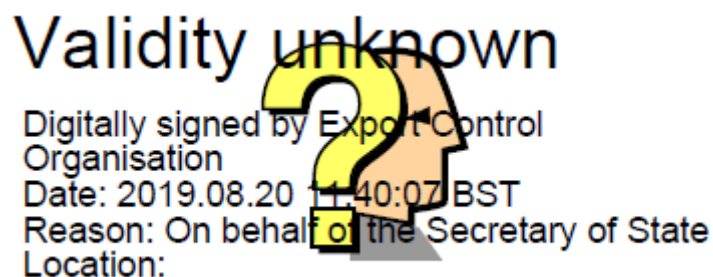 Validity unknown
Digitally signed by Export Control
Organisation
Date: 2019.08.20 11:40:07 BST
Reason: On behalf of the Secretary of State
Location: